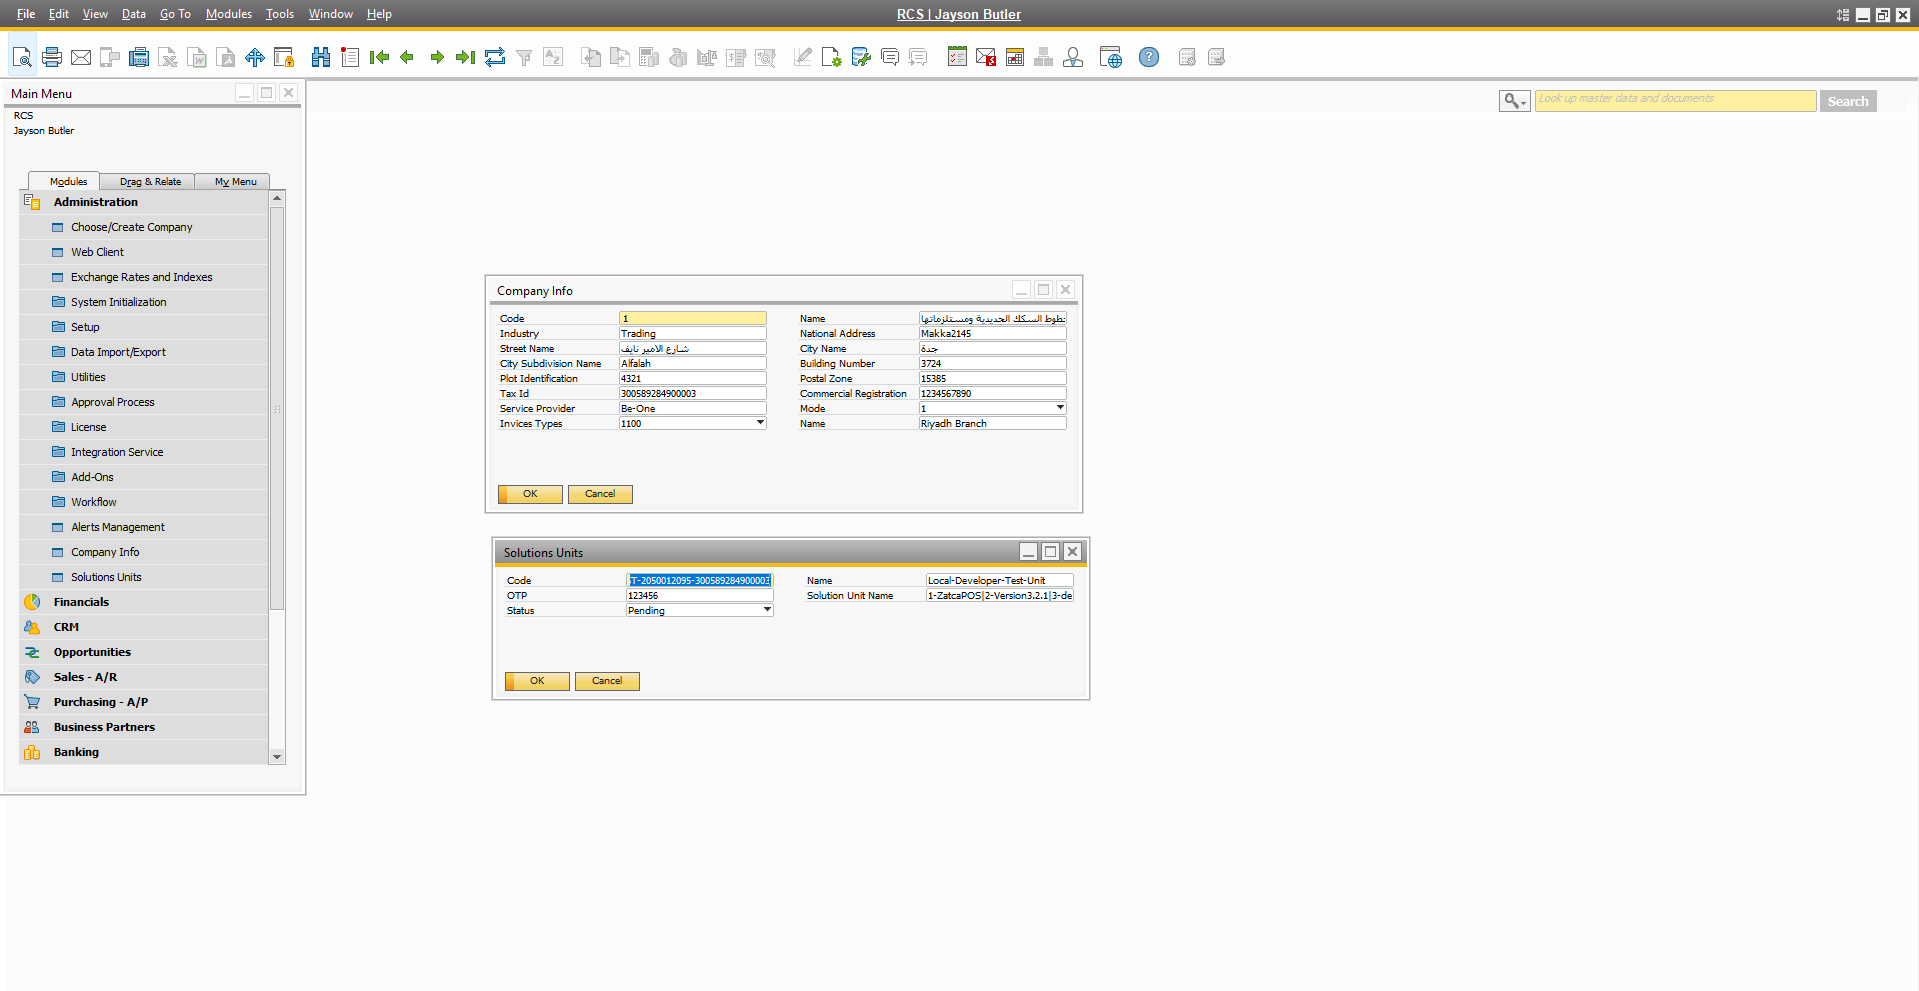 File Edit View Data Go To Modules Tools Window Help
RCS | Jayson Butler
Look up master data and documents
Search
Main Menu
RCS
Jayson Butler
Modules Drag & Relate My Menu
Administration
Choose/Create Company
Web Client
Exchange Rates and Indexes
System Initialization
Setup
Data Import/Export
Utilities
Approval Process
License
Integration Service
Add-Ons
Workflow
Alerts Management
Company Info
Solutions Units
Financials
CRM
Opportunities
Sales - A/R
Purchasing - A/P
Business Partners
Banking
Company Info
Code 1 Name خطوط السكك الحديدية ومستلزماتها
Industry Trading National Address Makka2145
Street Name شارع الامير نايف City Name جدة
City Subdivision Name Alfalah Building Number 3724
Plot Identification 4321 Postal Zone 15385
Tax Id 300589284900003 Commercial Registration 1234567890
Service Provider Be-One Mode 1
Invices Types 1100 Name Riyadh Branch
OK Cancel
Solutions Units
Code T-2050012095-300589284900003 Name Local-Developer-Test-Unit
OTP 123456 Solution Unit Name 1-ZatcaPOS|2-Version3.2.1|3-de
Status Pending
OK Cancel